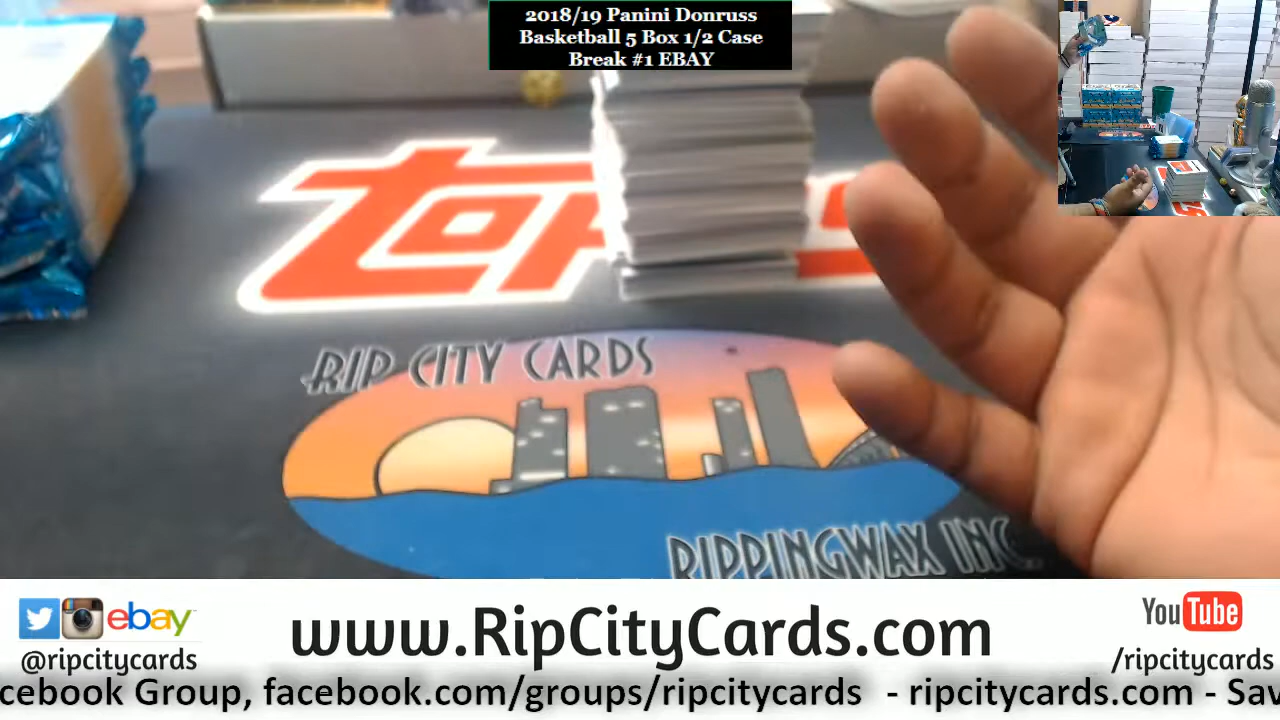 2018/19 Panini Donruss
Basketball 5 Box 1/2 Case
Break #1 EBAY
RIP CITY CARDS
RIPPINGWAX INC.
ebay
@ripcitycards
www.RipCityCards.com
YouTube
/ripcitycards
cebook Group, facebook.com/groups/ripcitycards - ripcitycards.com - Sav